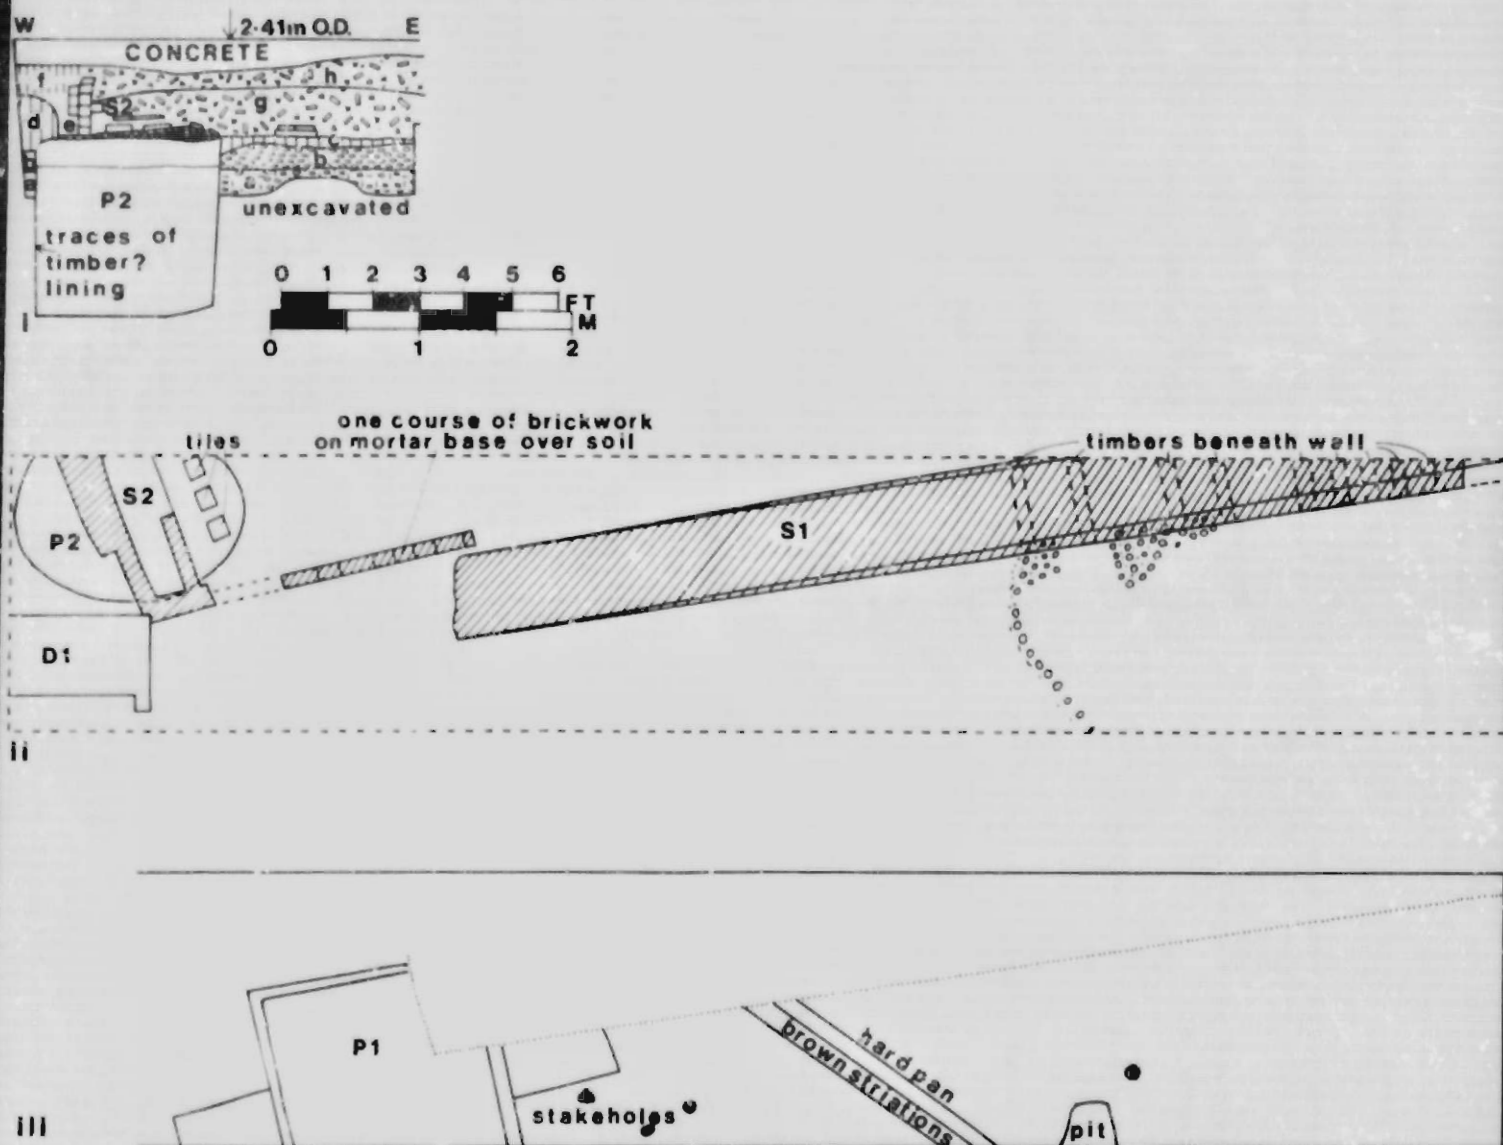 W 2·41m O.D. E
CONCRETE
f h
S2 g
d e
c
b b
a a
P2
unexcavated
traces of
timber?
lining
i
0 1 2 3 4 5 6
FT
M
0 1 2
one course of brickwork
on mortar base over soil
tiles
timbers beneath wall
S2
S1
P2
D1
ii
P1
hardpan
brown striations
stakeholes
pit
iii